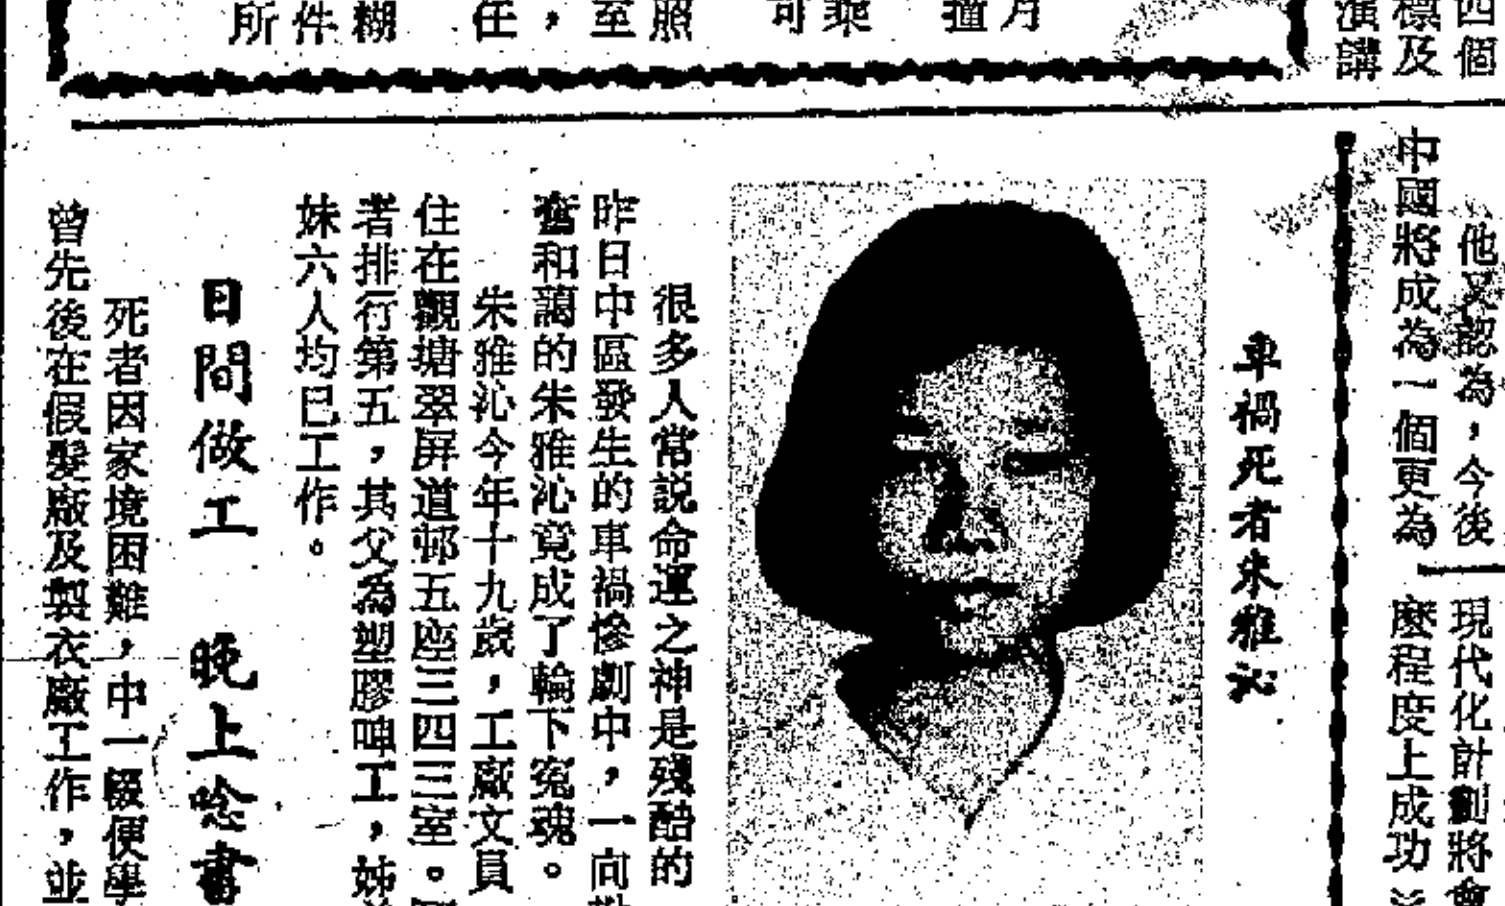 四個
標及
演講
月
撞
乘
可
照
至
，
任
糊
件
所
他又認為，今後
中國將成為一個更為
現代化計劃將會
麼程度上成功
車禍死者朱雅沁
很多人常說命運之神是殘酷的
昨日中區發生的車禍慘劇中，一向勤
奮和藹的朱雅沁竟成了輪下冤魂。
朱雅沁今年十九歲，工廠文員
住在觀塘翠屏道邨五座三四三室。
者排行第五，其父為塑膠啤工，姊
妹六人均已工作。
日間做工 晚上唸書
死者因家境困難，中一輟便學
曾先後在假髮廠及製衣廠工作，並